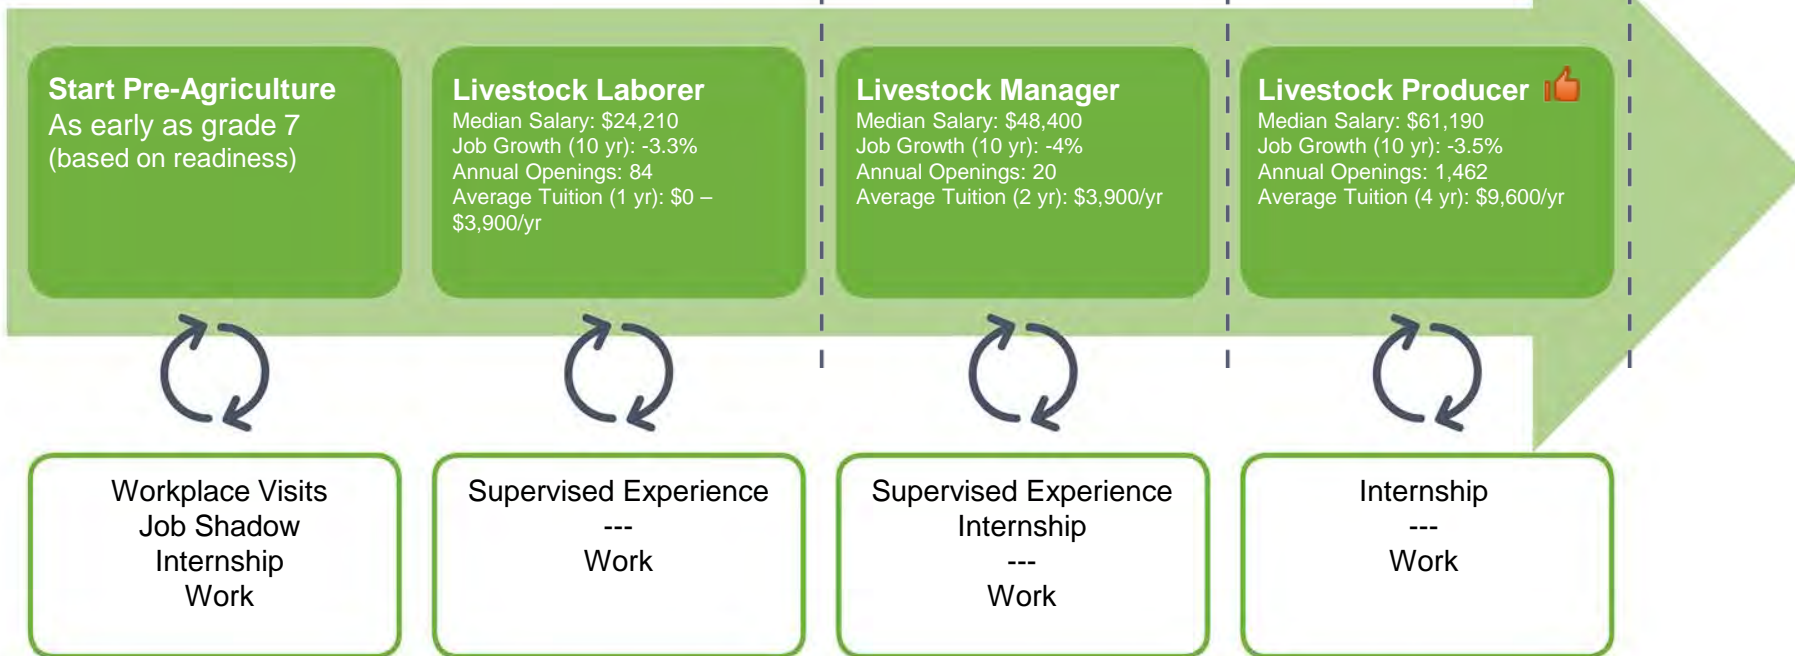 Start Pre-Agriculture
As early as grade 7
(based on readiness)
Livestock Laborer
Median Salary: $24,210
Job Growth (10 yr): -3.3%
Annual Openings: 84
Average Tuition (1 yr): $0 –
$3,900/yr
Livestock Manager
Median Salary: $48,400
Job Growth (10 yr): -4%
Annual Openings: 20
Average Tuition (2 yr): $3,900/yr
Livestock Producer
Median Salary: $61,190
Job Growth (10 yr): -3.5%
Annual Openings: 1,462
Average Tuition (4 yr): $9,600/yr
Workplace Visits
Job Shadow
Internship
Work
Supervised Experience
---
Work
Supervised Experience
Internship
---
Work
Internship
---
Work